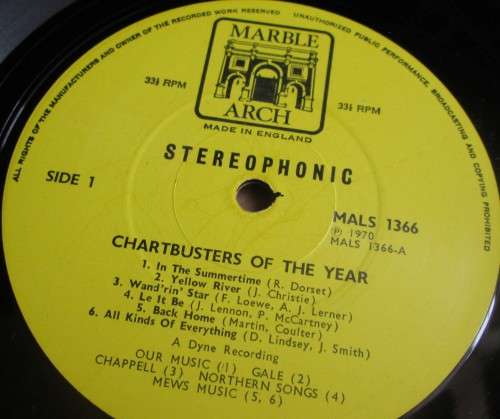 ALL RIGHTS OF THE MANUFACTURERS AND OWNER OF THE RECORDED WORK RESERVED
UNAUTHORIZED PUBLIC PERFORMANCE, BROADCASTING AND COPYING PROHIBITED
MARBLE
ARCH
33⅓ RPM
33⅓ RPM
MADE IN ENGLAND
STEREOPHONIC
SIDE 1
MALS 1366
℗ 1970
MALS 1366-A
CHARTBUSTERS OF THE YEAR
1. In The Summertime (R. Dorset)
2. Yellow River (J. Christie)
3. Wand'rin' Star (F. Loewe, A. J. Lerner)
4. Le It Be (J. Lennon, P. McCartney)
5. Back Home (Martin, Coulter)
6. All Kinds Of Everything (D. Lindsey, J. Smith)
A Dyne Recording
OUR MUSIC (1) GALE (2)
CHAPPELL (3) NORTHERN SONGS (4)
MEWS MUSIC (5, 6)